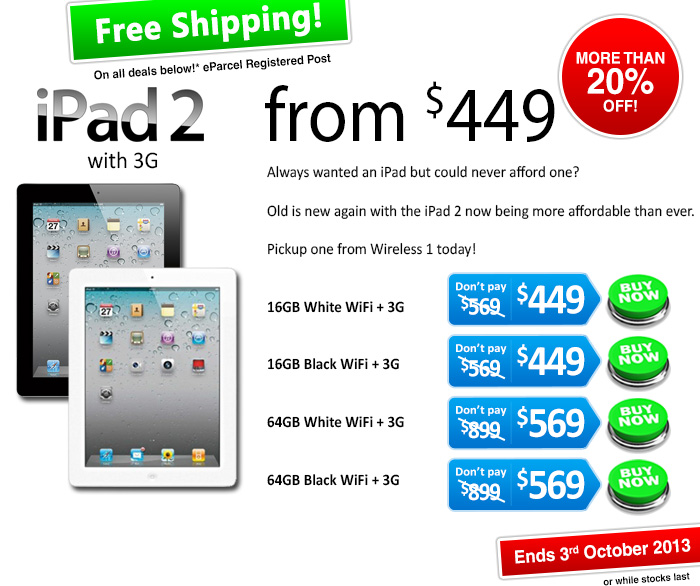 Free Shipping!
On all deals below!* eParcel Registered Post
MORE THAN
20%
OFF!
iPad 2
with 3G
from $449
Always wanted an iPad but could never afford one?
Old is new again with the iPad 2 now being more affordable than ever.
Pickup one from Wireless 1 today!
16GB White WiFi + 3G
Don't pay
$569
$449
BUY
NOW
16GB Black WiFi + 3G
Don't pay
$569
$449
BUY
NOW
64GB White WiFi + 3G
Don't pay
$899
$569
BUY
NOW
64GB Black WiFi + 3G
Don't pay
$899
$569
BUY
NOW
27
27
Ends 3rd October 2013
or while stocks last